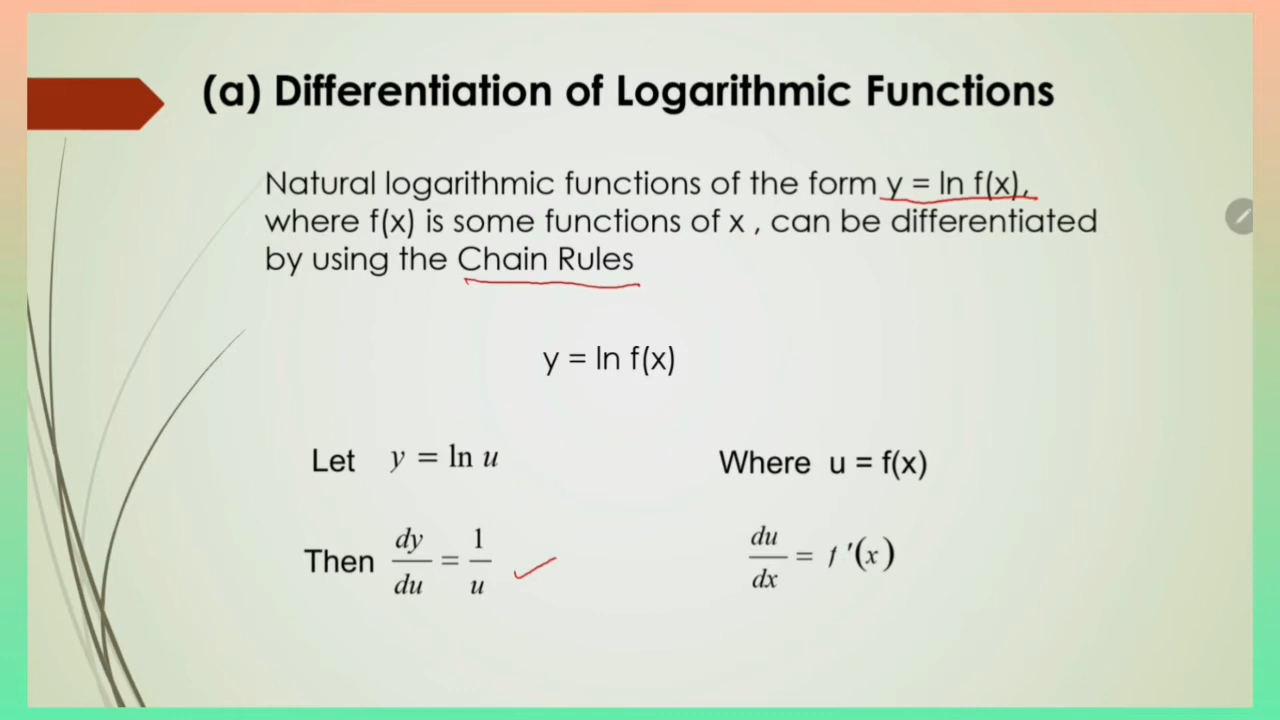 (a) Differentiation of Logarithmic Functions
Natural logarithmic functions of the form y = ln f(x),
where f(x) is some functions of x , can be differentiated
by using the Chain Rules
y = ln f(x)
Let y = ln u
Where u = f(x)
Then dy/du = 1/u
du/dx = f '(x)